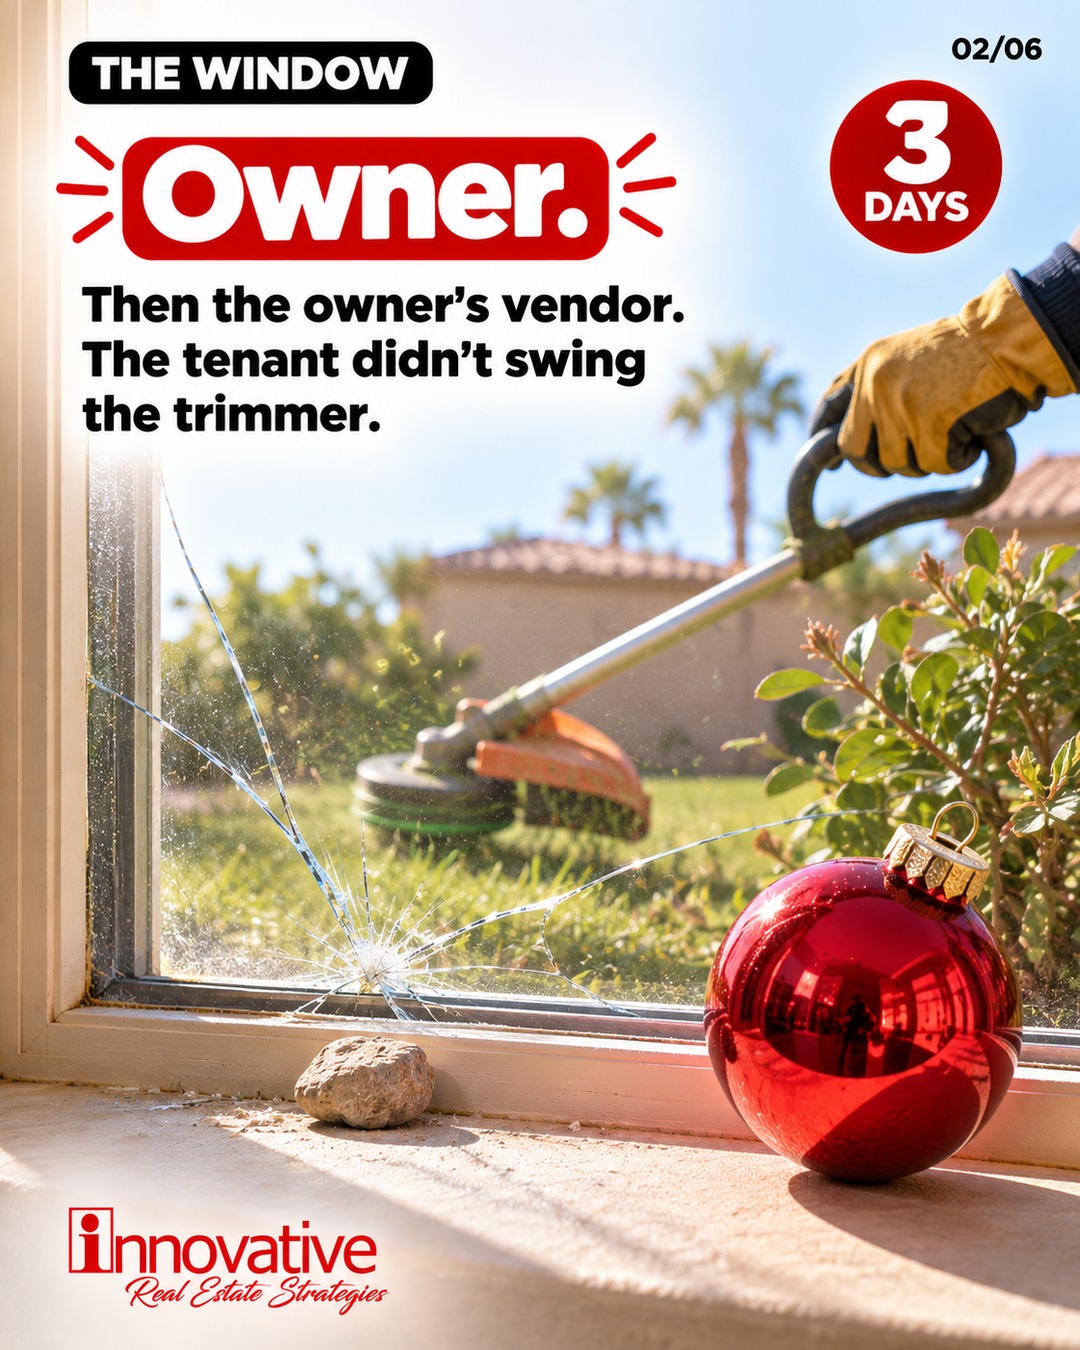 THE WINDOW
02/06
Owner.
3
DAYS
Then the owner’s vendor.
The tenant didn’t swing
the trimmer.
innovative
Real Estate Strategies